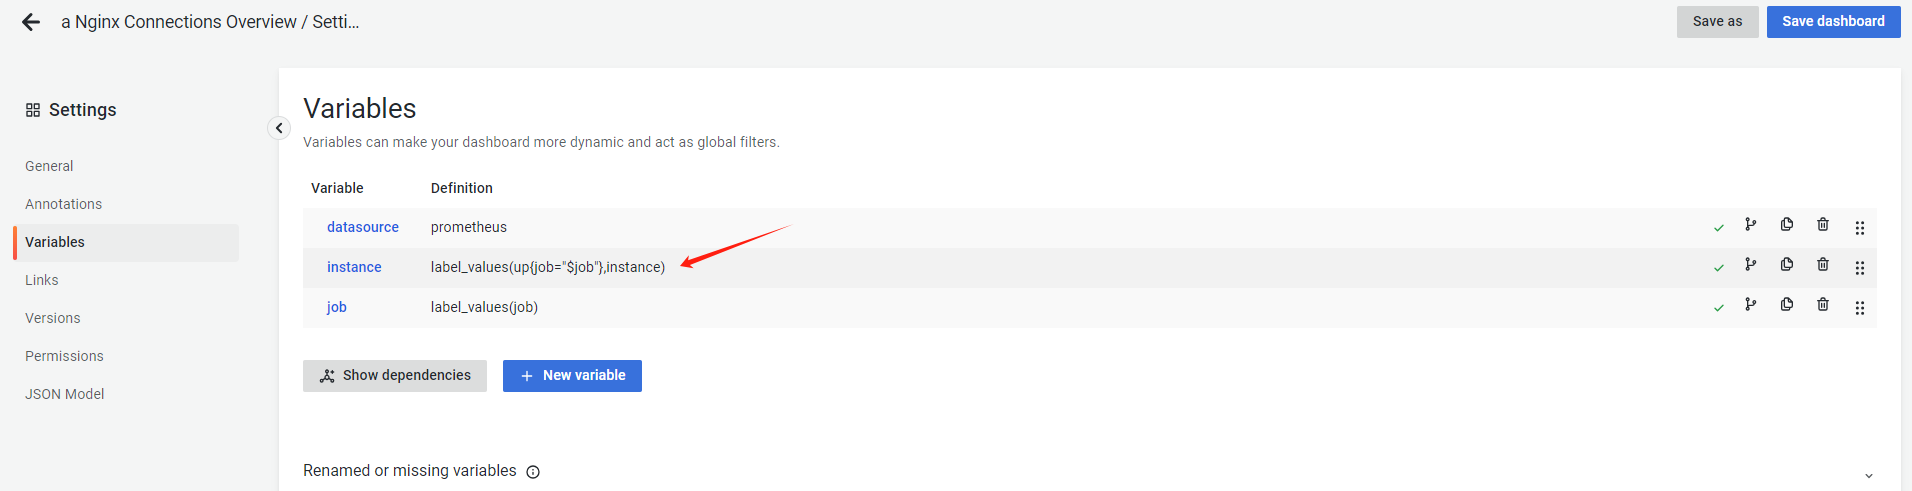 a Nginx Connections Overview / Setti...
Save as
Save dashboard
Settings
General
Annotations
Variables
Links
Versions
Permissions
JSON Model
Variables
Variables can make your dashboard more dynamic and act as global filters.
Variable Definition
datasource prometheus
instance label_values(up{job="$job"},instance)
job label_values(job)
Show dependencies
New variable
Renamed or missing variables